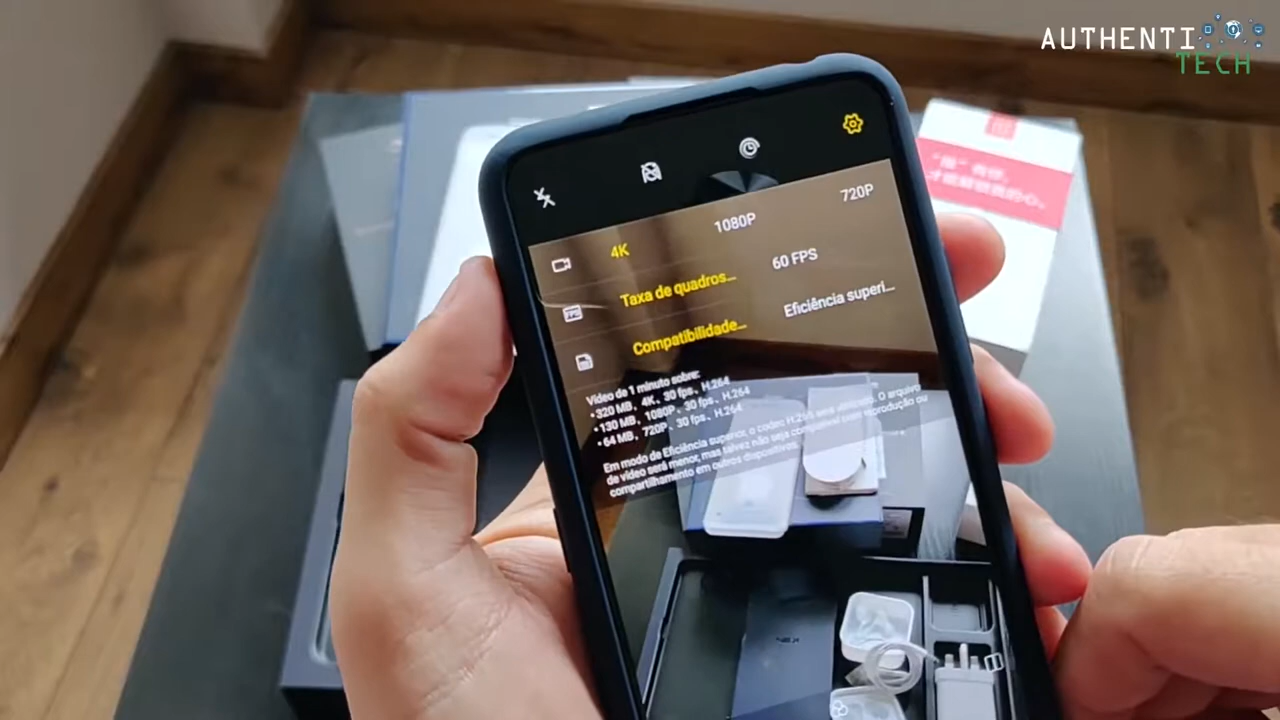 AUTHENTI
TECH
4K
1080P
720P
Taxa de quadros...
60 FPS
FPS
Compatibilidade...
Eficiência superi...
Vídeo de 1 minuto sobre:
•320 MB、4K、30 fps、H.264
•130 MB、1080P、30 fps、H.264
•64 MB、720P、30 fps、H.264
Em modo de Eficiência superior, o codec H.265 será utilizado. O arquivo
de vídeo será menor, mas talvez não seja compatível para reprodução ou
compartilhamento em outros dispositivos.
NEX